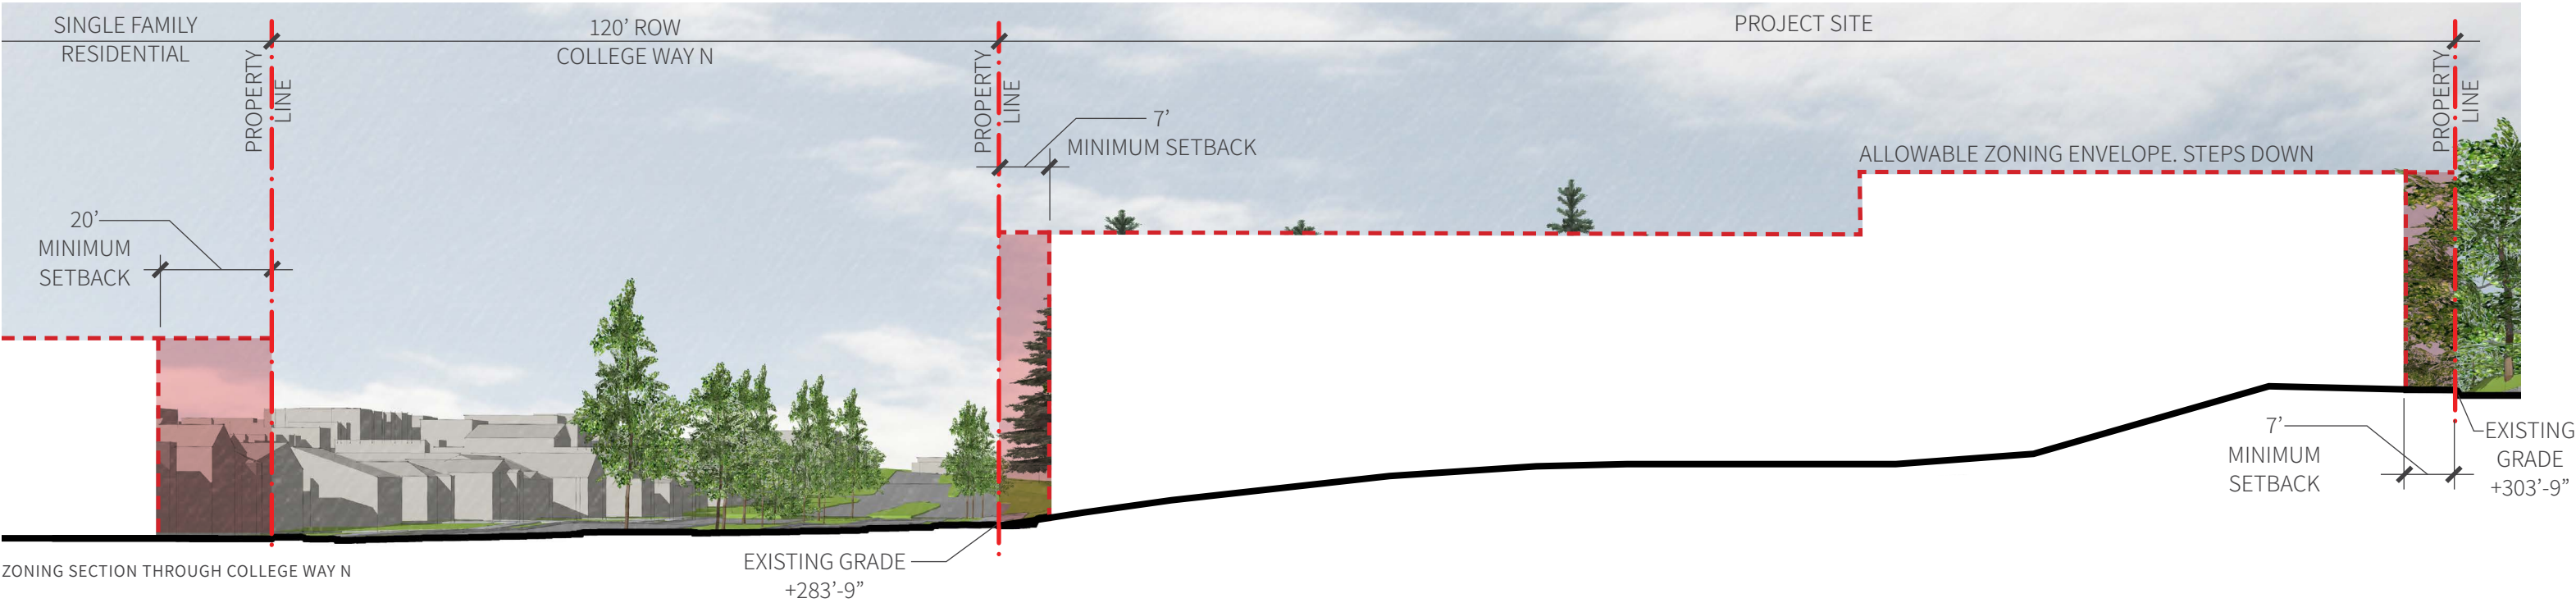 SINGLE FAMILY
RESIDENTIAL
120’ ROW
COLLEGE WAY N
PROJECT SITE
PROPERTY
LINE
PROPERTY
LINE
PROPERTY
LINE
7’
MINIMUM SETBACK
ALLOWABLE ZONING ENVELOPE. STEPS DOWN
20’
MINIMUM
SETBACK
7’
MINIMUM
SETBACK
EXISTING
GRADE
+303’-9”
EXISTING GRADE
+283’-9”
ZONING SECTION THROUGH COLLEGE WAY N